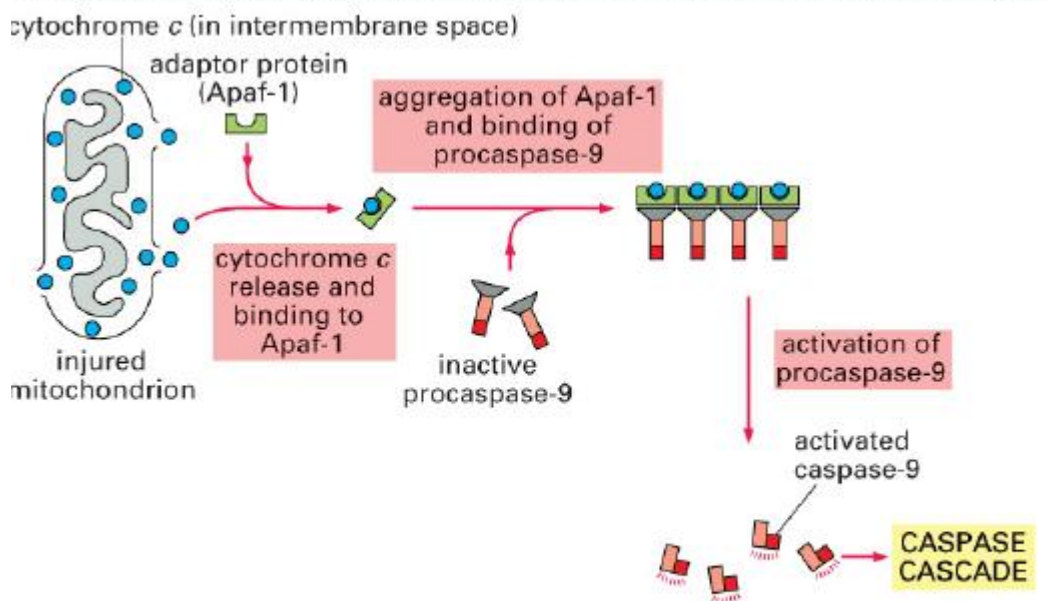 cytochrome c (in intermembrane space)
adaptor protein
(Apaf-1)
aggregation of Apaf-1
and binding of
procaspase-9
cytochrome c
release and
binding to
Apaf-1
injured
mitochondrion
inactive
procaspase-9
activation of
procaspase-9
activated
caspase-9
CASPASE
CASCADE